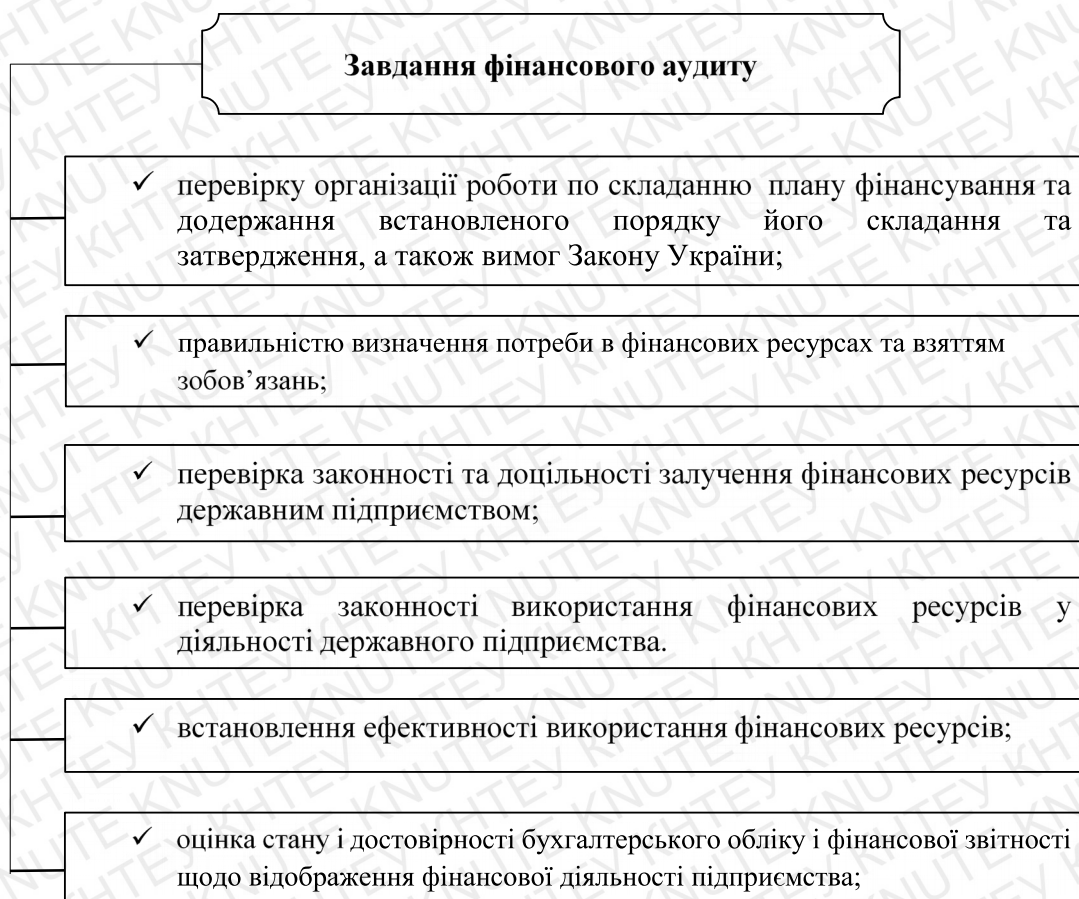 Завдання фінансового аудиту
✓ перевірку організації роботи по складанню плану фінансування та
додержання встановленого порядку його складання та
затвердження, а також вимог Закону України;
✓ правильністю визначення потреби в фінансових ресурсах та взяттям
зобов’язань;
✓ перевірка законності та доцільності залучення фінансових ресурсів
державним підприємством;
✓ перевірка законності використання фінансових ресурсів у
діяльності державного підприємства.
✓ встановлення ефективності використання фінансових ресурсів;
✓ оцінка стану і достовірності бухгалтерського обліку і фінансової звітності
щодо відображення фінансової діяльності підприємства;